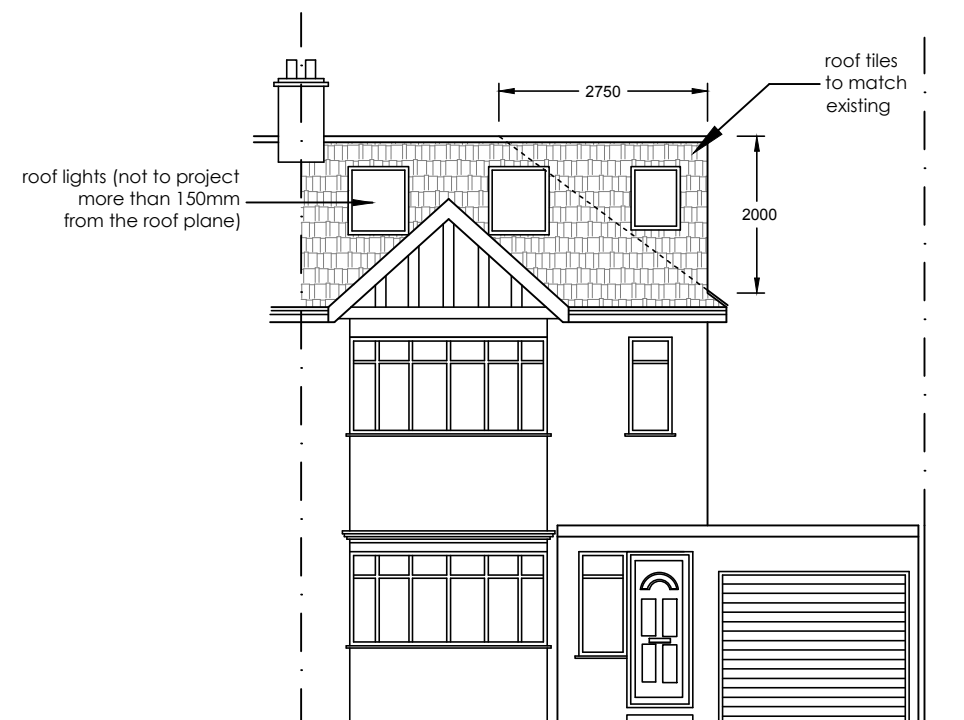 roof tiles
to match
existing
2750
roof lights (not to project
more than 150mm
from the roof plane)
2000